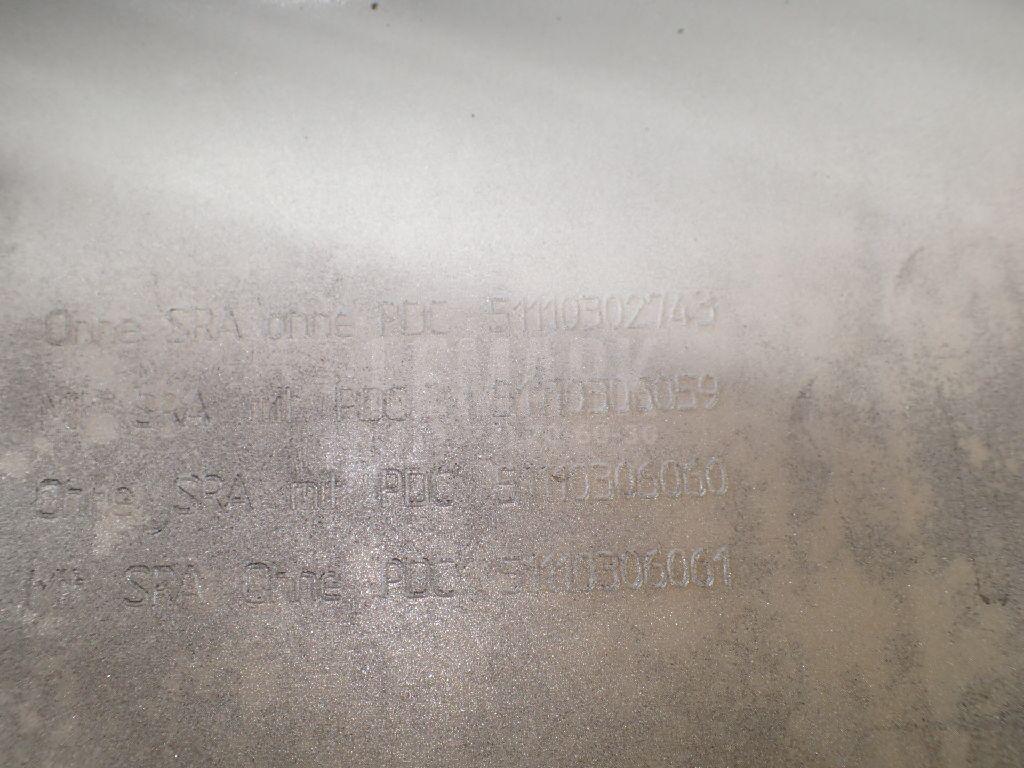 Ohne SRA ohne PDC 51110302743
Mit SRA mit PDC 51110306059
Ohne SRA mit PDC 51110306060
Mit SRA Ohne PDC 51110306061